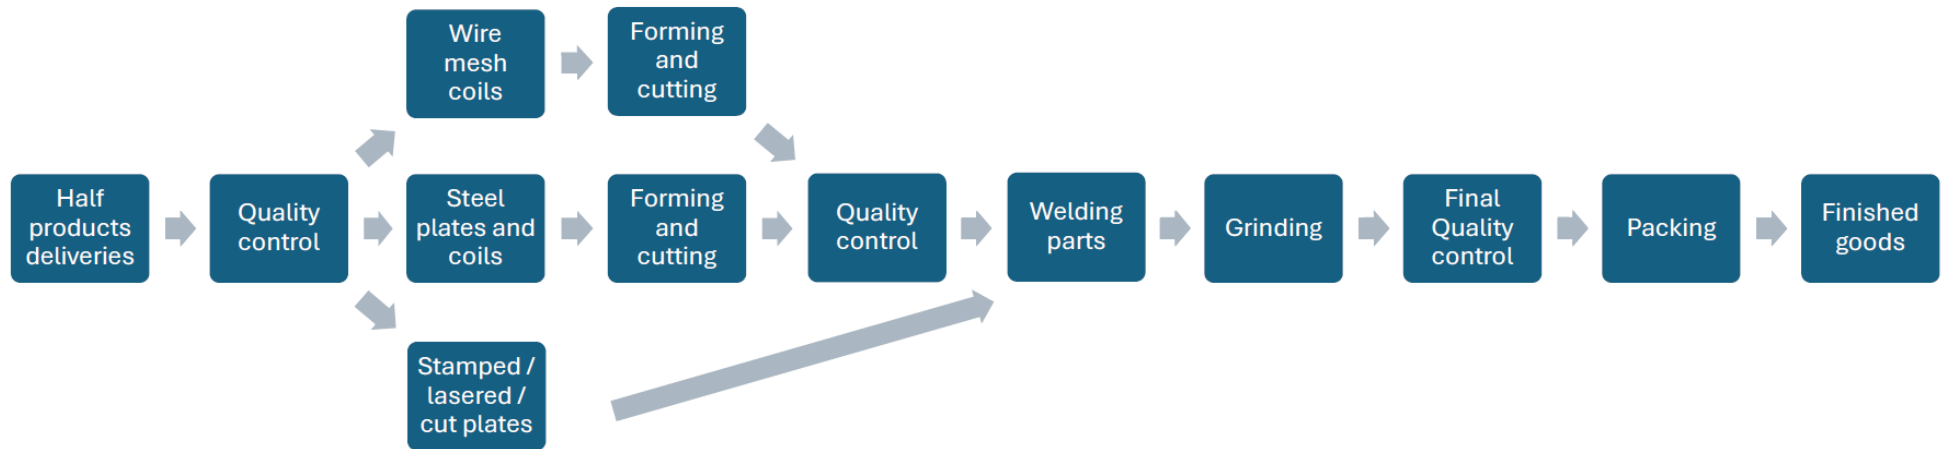 Wire
mesh
coils
Forming
and
cutting
Half
products
deliveries
Quality
control
Steel
plates and
coils
Forming
and
cutting
Quality
control
Welding
parts
Grinding
Final
Quality
control
Packing
Finished
goods
Stamped /
lasered /
cut plates